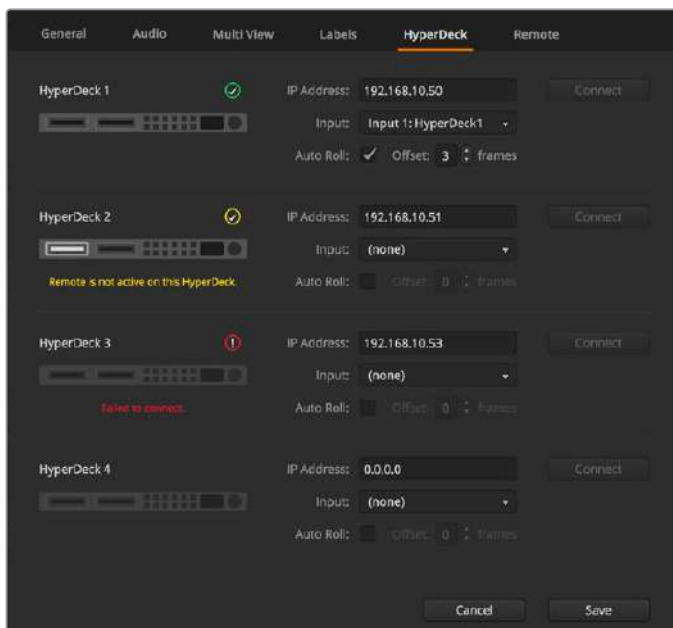 General Audio Multi View Labels HyperDeck Remote
HyperDeck 1 IP Address: 192.168.10.50 Connect
Input: Input 1: HyperDeck1
Auto Roll: Offset: 3 frames
HyperDeck 2 IP Address: 192.168.10.51 Connect
Input: (none)
Remote is not active on this HyperDeck.
Auto Roll: Offset: 0 frames
HyperDeck 3 IP Address: 192.168.10.53 Connect
Input: (none)
Failed to connect.
Auto Roll: Offset: 0 frames
HyperDeck 4 IP Address: 0.0.0.0 Connect
Input: (none)
Auto Roll: Offset: 0 frames
Cancel Save